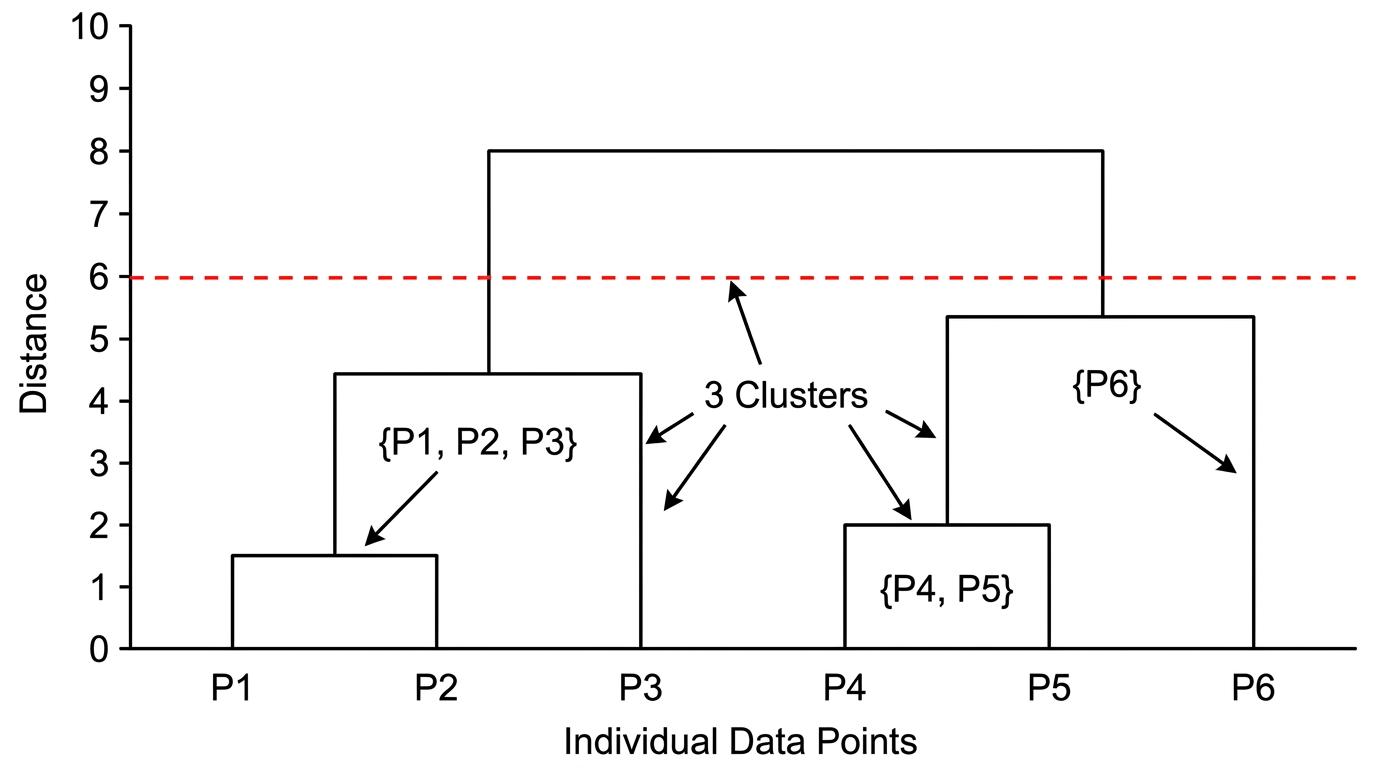 10
9
8
7
6
5
4
3
2
1
0
Distance
3 Clusters
{P1, P2, P3}
{P6}
{P4, P5}
P1 P2 P3 P4 P5 P6
Individual Data Points